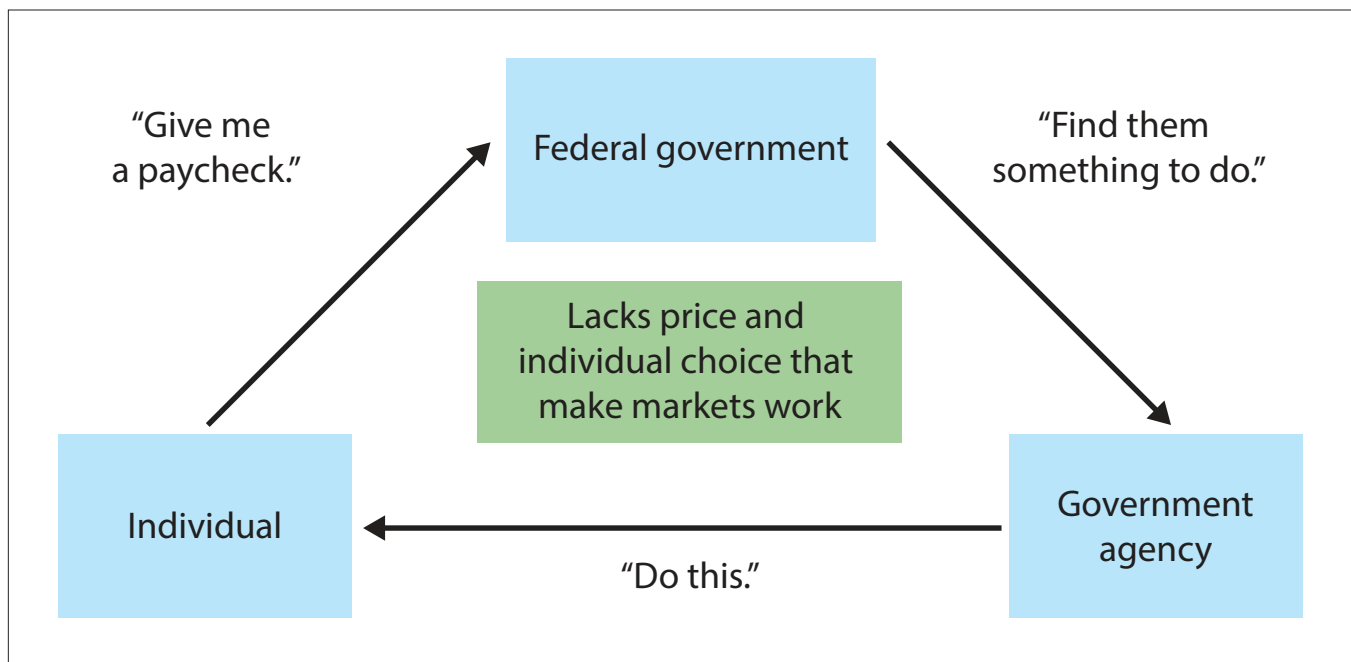 “Give me
a paycheck.”
Federal government
“Find them
something to do.”
Lacks price and
individual choice that
make markets work
Individual
Government
agency
“Do this.”